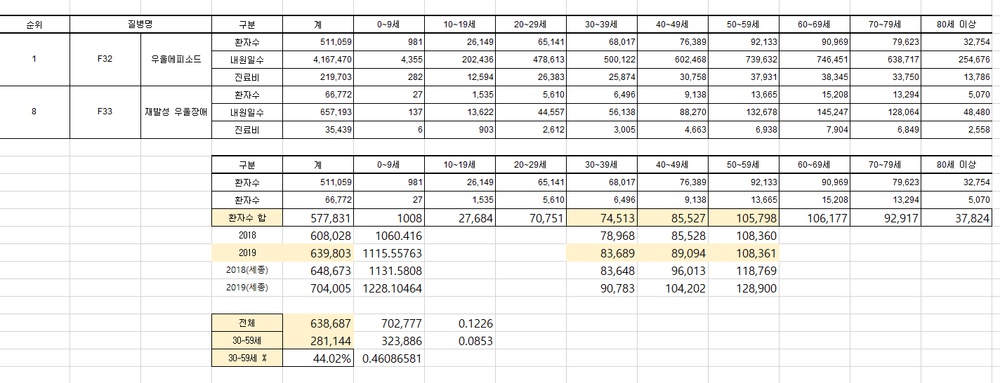 순위 질병명 구분 계 0~9세 10~19세 20~29세 30~39세 40~49세 50~59세 60~69세 70~79세 80세 이상
환자수 511,059 981 26,149 65,141 68,017 76,389 92,133 90,969 79,623 32,754
1 F32 우울에피소드 내원일수 4,167,470 4,355 202,436 478,613 500,122 602,468 739,632 746,451 638,717 254,676
진료비 219,703 282 12,594 26,383 25,874 30,758 37,931 38,345 33,750 13,786
환자수 66,772 27 1,535 5,610 6,496 9,138 13,665 15,208 13,294 5,070
8 F33 재발성 우울장애 내원일수 657,193 137 13,622 44,557 56,138 88,270 132,678 145,247 128,064 48,480
진료비 35,439 6 903 2,612 3,005 4,663 6,938 7,904 6,849 2,558
구분 계 0~9세 10~19세 20~29세 30~39세 40~49세 50~59세 60~69세 70~79세 80세 이상
환자수 511,059 981 26,149 65,141 68,017 76,389 92,133 90,969 79,623 32,754
환자수 66,772 27 1,535 5,610 6,496 9,138 13,665 15,208 13,294 5,070
환자수 합 577,831 1008 27,684 70,751 74,513 85,527 105,798 106,177 92,917 37,824
2018 608,028 1060.416 78,968 85,528 108,360
2019 639,803 1115.55763 83,689 89,094 108,361
2018(세종) 648,673 1131.5808 83,648 96,013 118,769
2019(세종) 704,005 1228.10464 90,783 104,202 128,900
전체 638,687 702,777 0.1226
30~59세 281,144 323,886 0.0853
30~59세 % 44.02% 0.46086581